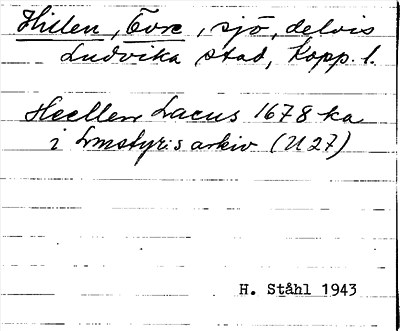 Hillen, Övre, sjö, delvis
Ludvika stad, Kopp. l.
Heellen Lacus 1678 ka
i Lmstyr:s arkiv (U 27)
H. Ståhl 1943